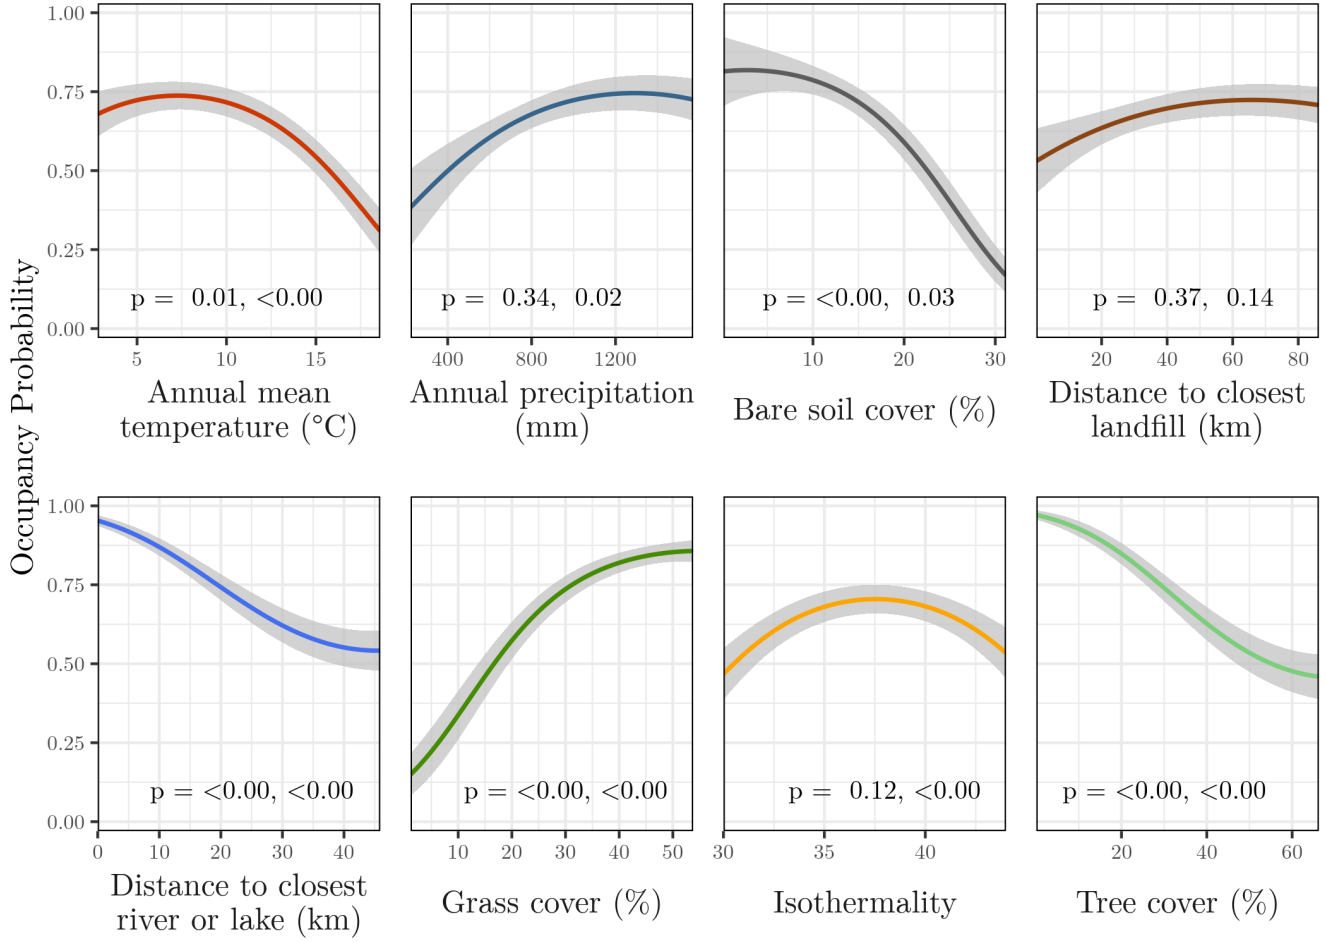 Occupancy Probability
1.00
0.75
0.50
0.25
0.00
p = 0.01, <0.00
5 10 15
Annual mean
temperature (°C)
p = 0.34, 0.02
400 800 1200
Annual precipitation
(mm)
p = <0.00, 0.03
10 20 30
Bare soil cover (%)
p = 0.37, 0.14
20 40 60 80
Distance to closest
landfill (km)
1.00
0.75
0.50
0.25
0.00
p = <0.00, <0.00
0 10 20 30 40
Distance to closest
river or lake (km)
p = <0.00, <0.00
10 20 30 40 50
Grass cover (%)
p = 0.12, <0.00
30 35 40
Isothermality
p = <0.00, <0.00
20 40 60
Tree cover (%)